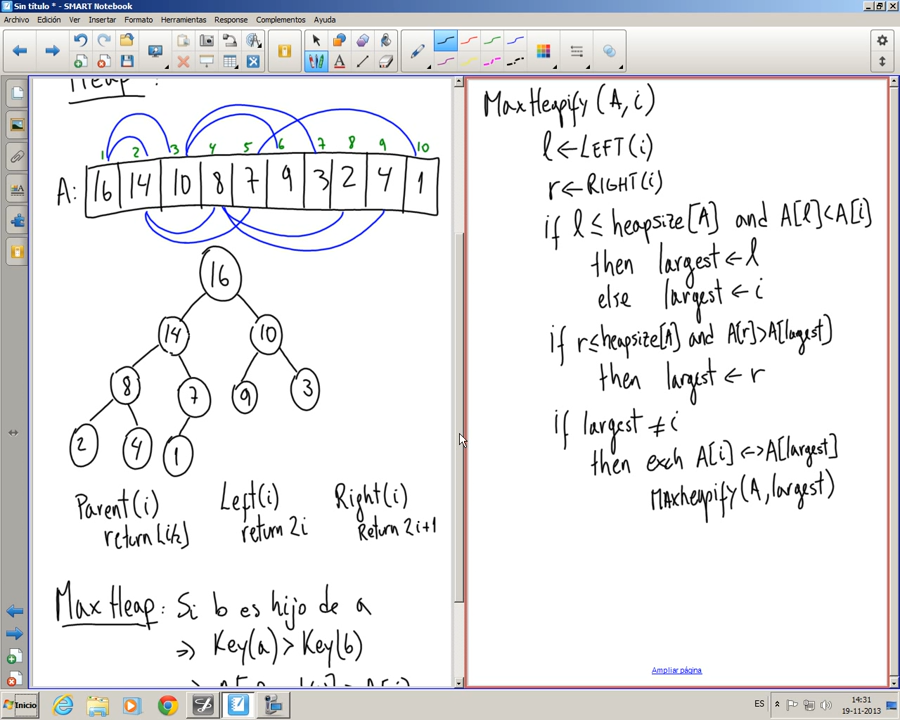 Sin título * - SMART Notebook
Archivo Edición Ver Insertar Formato Herramientas Response Complementos Ayuda
Heap :
1 2 3 4 5 6 7 8 9 10
A: 16 14 10 8 7 9 3 2 4 1
16
14 10
8 7 9 3
2 4 1
Parent(i) Left(i) Right(i)
return ⌊i/2⌋ return 2i Return 2i+1
Max Heap: Si b es hijo de a
⇒ Key(a) > Key(b)
MaxHeapify (A, i)
l ← LEFT(i)
r ← RIGHT(i)
if l ≤ heapsize[A] and A[l]<A[i]
then largest ← l
else largest ← i
if r≤heapsize[A] and A[r]>A[lagest]
then largest ← r
if largest ≠ i
then exch A[i] <-> A[largest]
MAxheapify (A, largest)
Ampliar página
Inicio
ES
14:31
19-11-2013